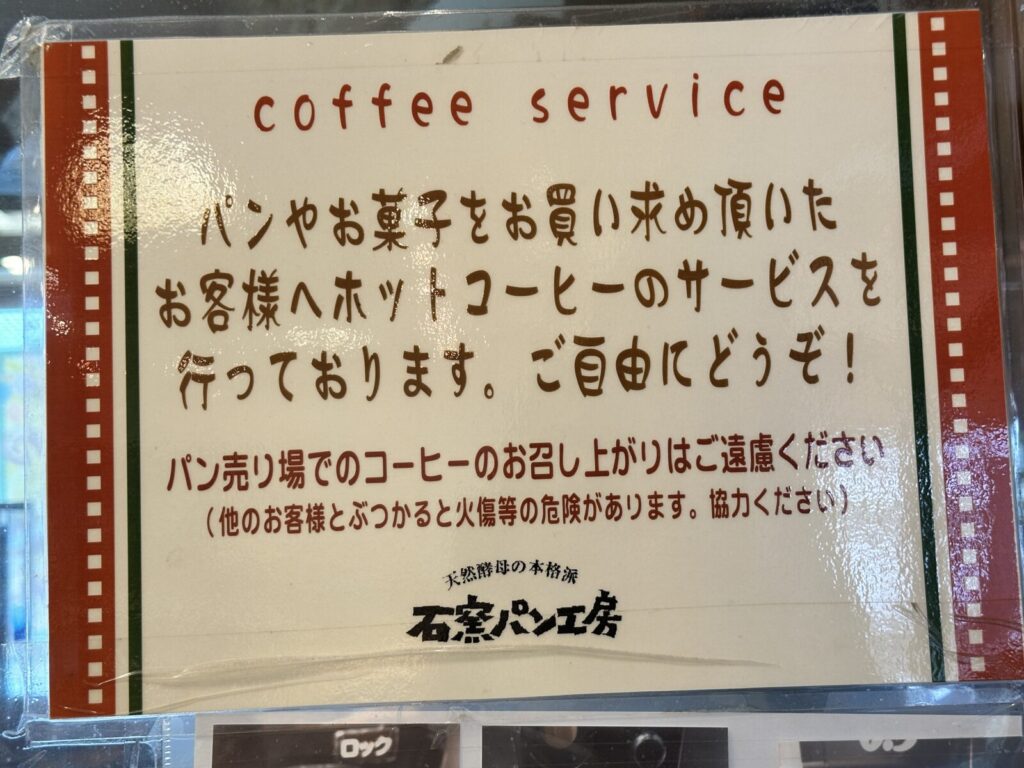 coffee service
パンやお菓子をお買い求め頂いた
お客様へホットコーヒーのサービスを
行っております。ご自由にどうぞ！
パン売り場でのコーヒーのお召し上がりはご遠慮ください
（他のお客様とぶつかると火傷等の危険があります。協力ください）
天然酵母の本格派
石窯パン工房
ロック